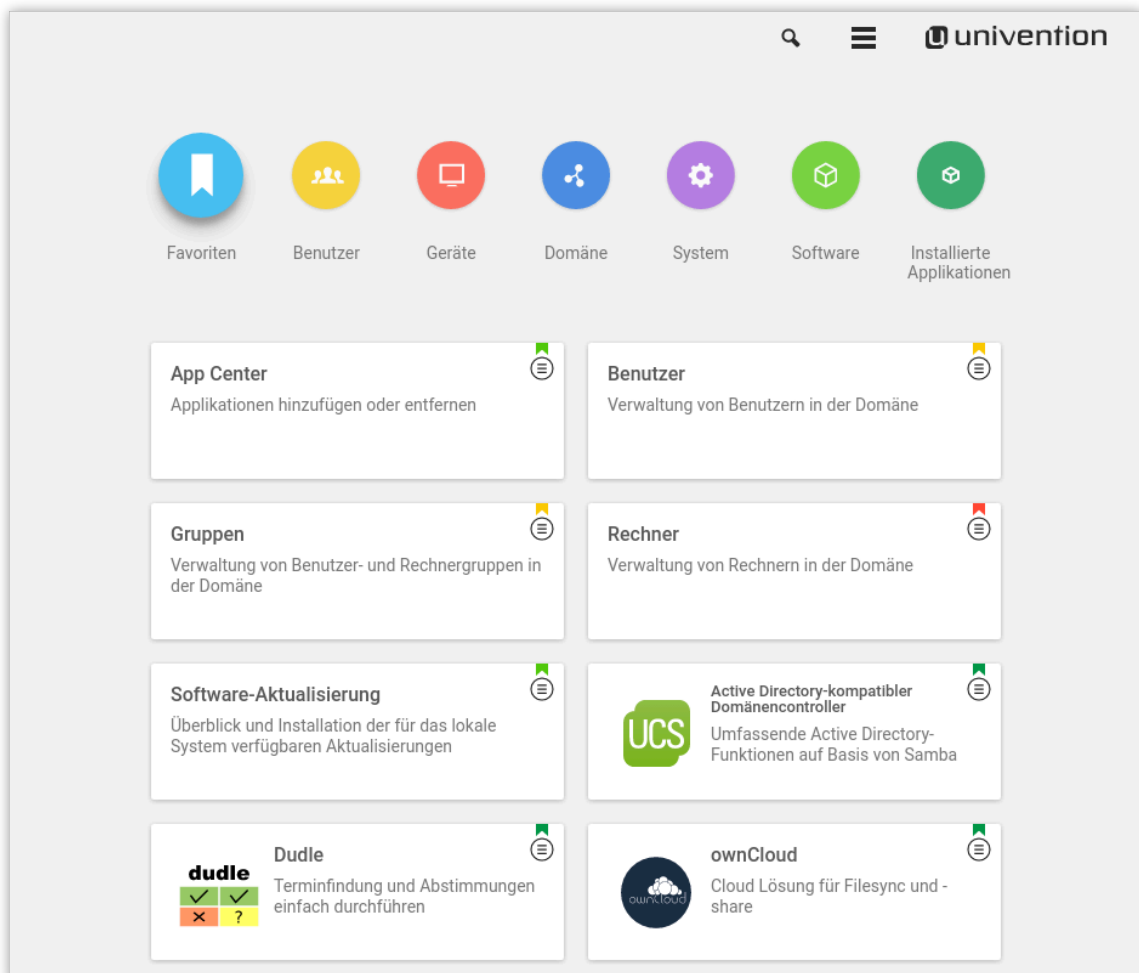 univention
Favoriten
Benutzer
Geräte
Domäne
System
Software
Installierte
Applikationen
App Center
Applikationen hinzufügen oder entfernen
Benutzer
Verwaltung von Benutzern in der Domäne
Gruppen
Verwaltung von Benutzer- und Rechnergruppen in
der Domäne
Rechner
Verwaltung von Rechnern in der Domäne
Software-Aktualisierung
Überblick und Installation der für das lokale
System verfügbaren Aktualisierungen
UCS
Active Directory-kompatibler
Domänencontroller
Umfassende Active Directory-
Funktionen auf Basis von Samba
dudle
?
Dudle
Terminfindung und Abstimmungen
einfach durchführen
ownCloud
ownCloud
Cloud Lösung für Filesync und -
share